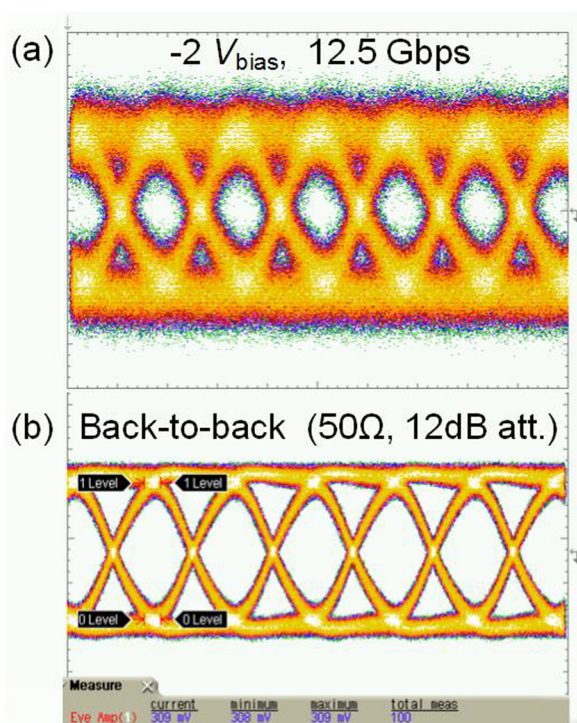 (a)
-2 Vbias, 12.5 Gbps
(b)
Back-to-back (50Ω, 12dB att.)
1 Level 1 Level
0 Level 0 Level
Measure
current minimum maximum total meas
Eye Amp(1) 309 mV 308 mV 309 mV 100